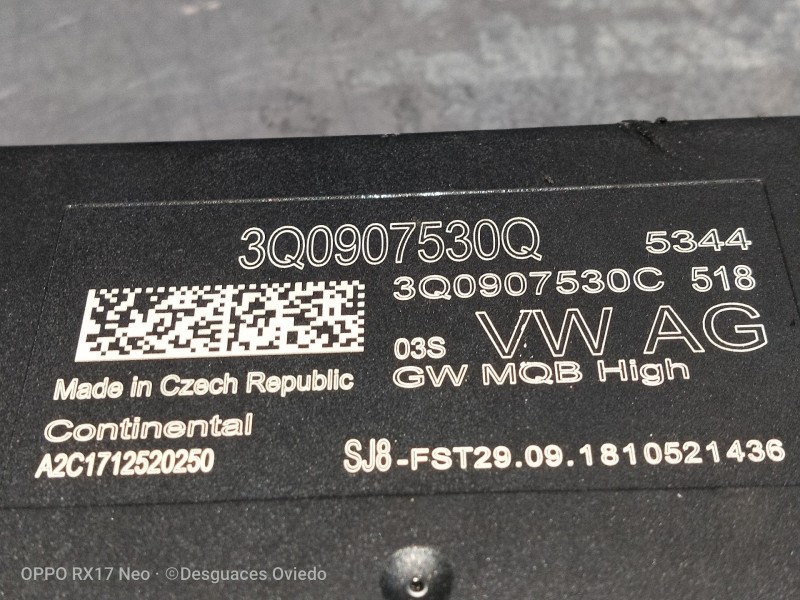 3Q0907530Q 5344
3Q0907530C 518
03S VW AG
GW MQB High
Made in Czech Republic
Continental
A2C1712520250
SJ8-FST29.09.1810521436
OPPO RX17 Neo · ©Desguaces Oviedo